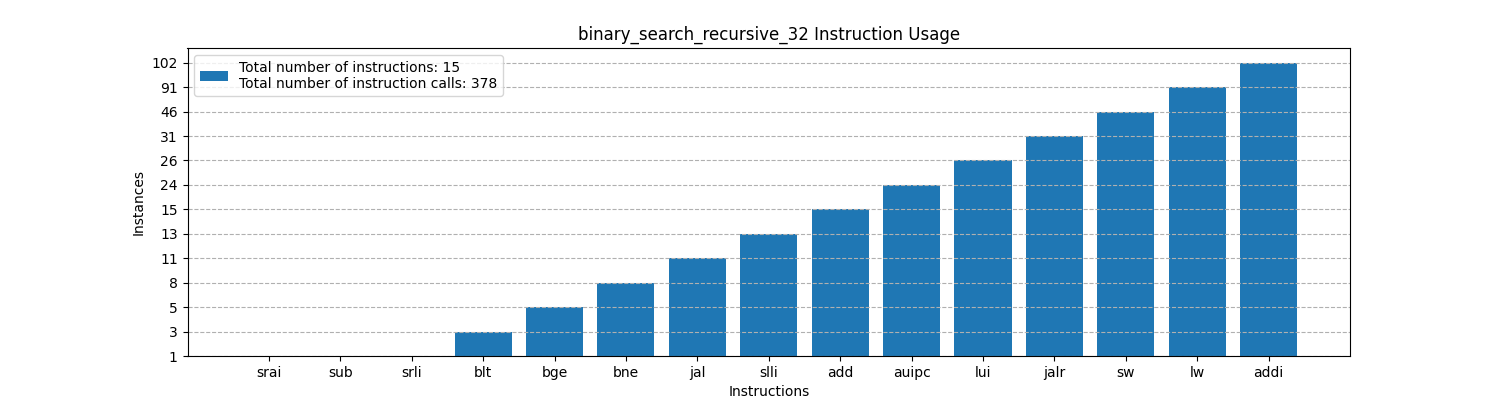 binary_search_recursive_32 Instruction Usage
Total number of instructions: 15
Total number of instruction calls: 378
Instances
102
91
46
31
26
24
15
13
11
8
5
3
1
srai sub srli blt bge bne jal slli add auipc lui jalr sw lw addi
Instructions